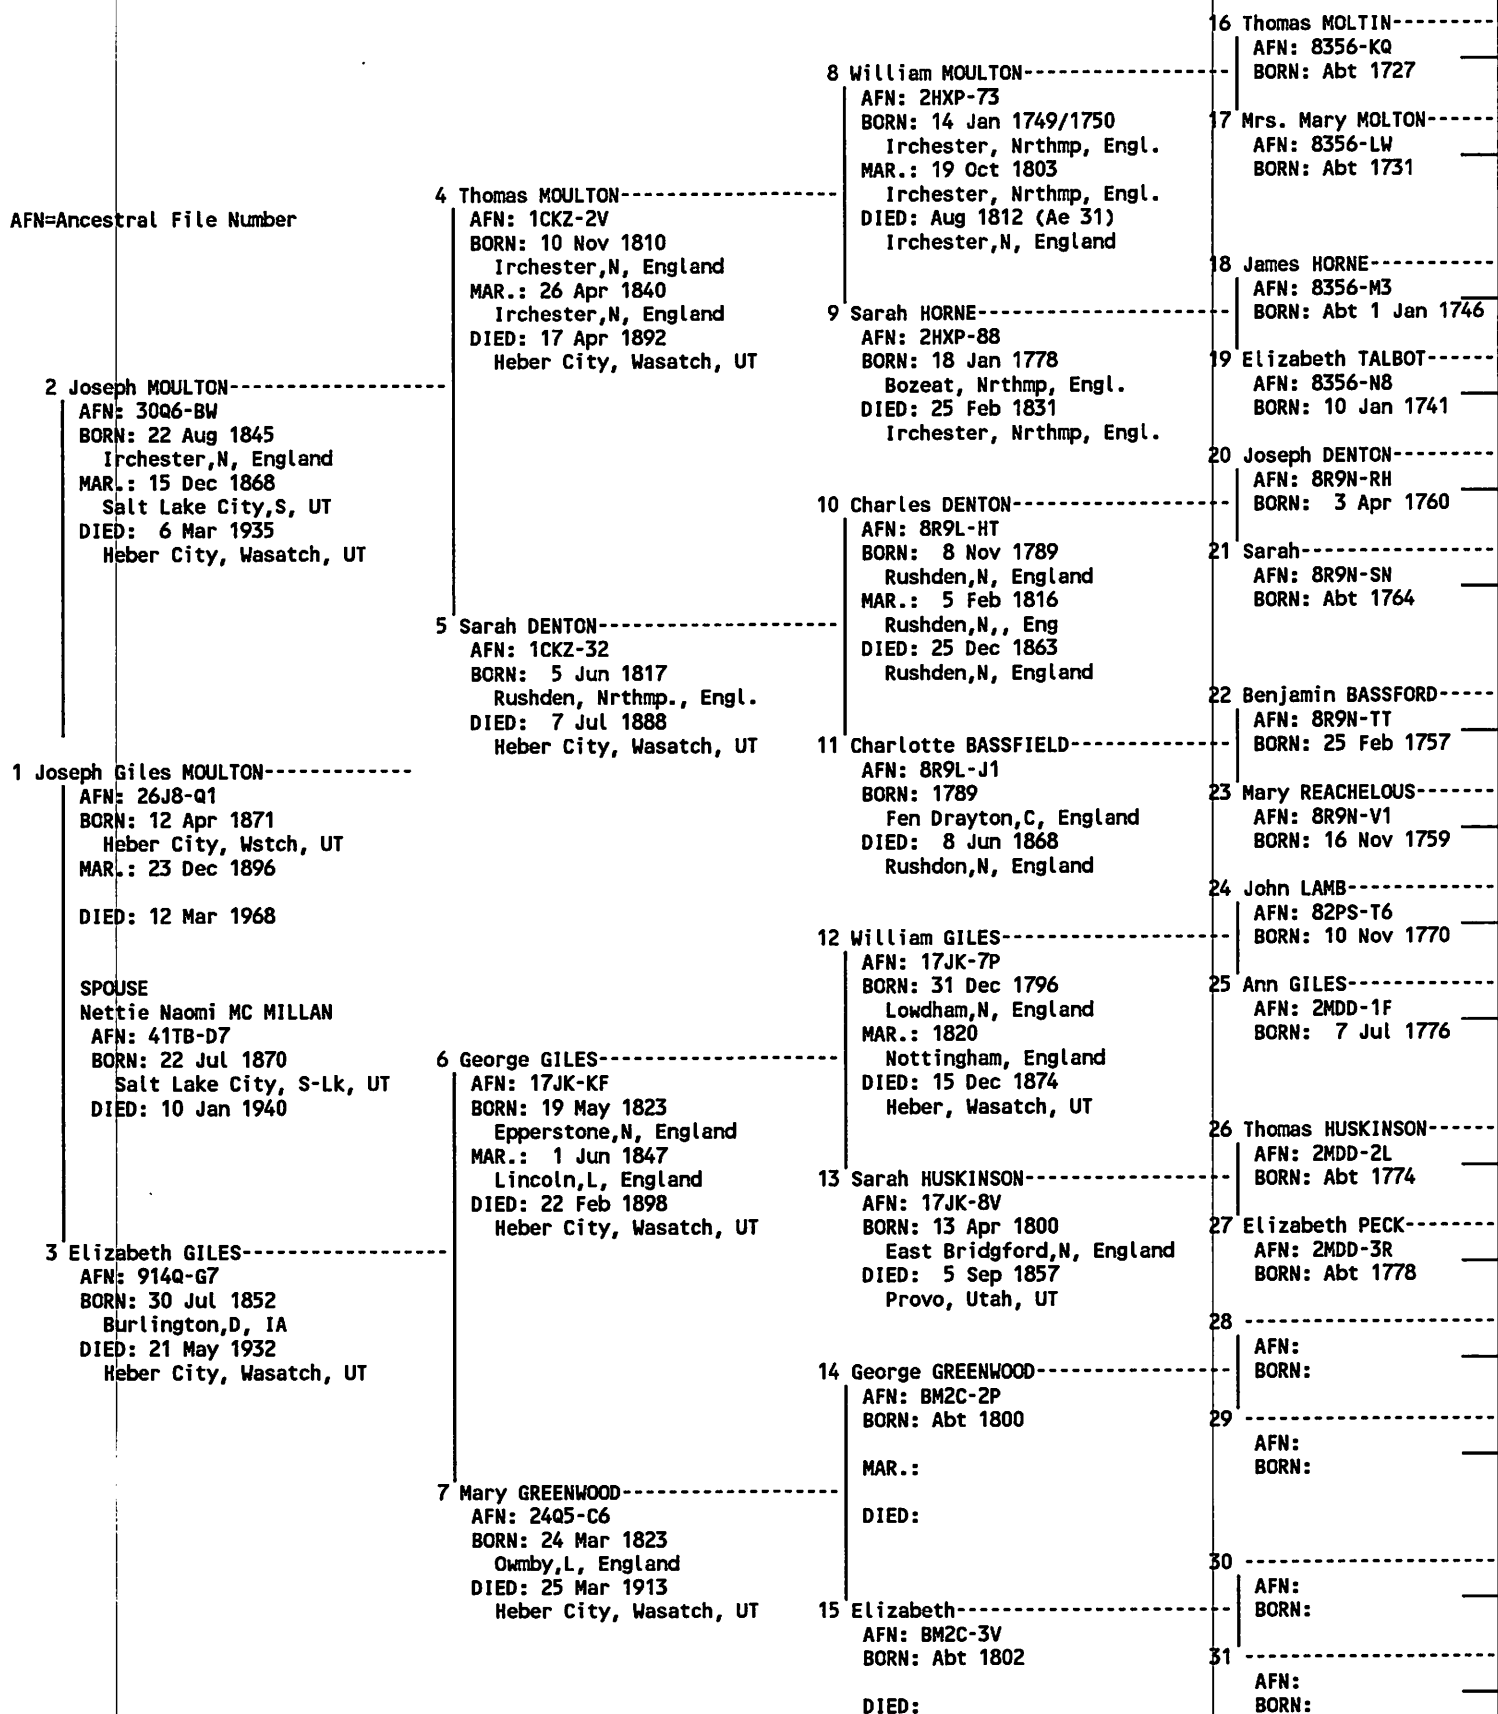 AFN=Ancestral File Number
1 Joseph Giles MOULTON-------------
AFN: 26J8-Q1
BORN: 12 Apr 1871
Heber City, Wstch, UT
MAR.: 23 Dec 1896
DIED: 12 Mar 1968
SPOUSE
Nettie Naomi MC MILLAN
AFN: 41TB-D7
BORN: 22 Jul 1870
Salt Lake City, S-Lk, UT
DIED: 10 Jan 1940
2 Joseph MOULTON-------------------
AFN: 30Q6-BW
BORN: 22 Aug 1845
Irchester,N, England
MAR.: 15 Dec 1868
Salt Lake City,S, UT
DIED:  6 Mar 1935
Heber City, Wasatch, UT
3 Elizabeth GILES------------------
AFN: 914Q-G7
BORN: 30 Jul 1852
Burlington,D, IA
DIED: 21 May 1932
Heber City, Wasatch, UT
4 Thomas MOULTON-------------------
AFN: 1CKZ-2V
BORN: 10 Nov 1810
Irchester,N, England
MAR.: 26 Apr 1840
Irchester,N, England
DIED: 17 Apr 1892
Heber City, Wasatch, UT
5 Sarah DENTON---------------------
AFN: 1CKZ-32
BORN:  5 Jun 1817
Rushden, Nrthmp., Engl.
DIED:  7 Jul 1888
Heber City, Wasatch, UT
6 George GILES---------------------
AFN: 17JK-KF
BORN: 19 May 1823
Epperstone,N, England
MAR.:  1 Jun 1847
Lincoln,L, England
DIED: 22 Feb 1898
Heber City, Wasatch, UT
7 Mary GREENWOOD-------------------
AFN: 24Q5-C6
BORN: 24 Mar 1823
Owmby,L, England
DIED: 25 Mar 1913
Heber City, Wasatch, UT
8 William MOULTON------------------
AFN: 2HXP-73
BORN: 14 Jan 1749/1750
Irchester, Nrthmp, Engl.
MAR.: 19 Oct 1803
Irchester, Nrthmp, Engl.
DIED: Aug 1812 (Ae 31)
Irchester,N, England
9 Sarah HORNE----------------------
AFN: 2HXP-88
BORN: 18 Jan 1778
Bozeat, Nrthmp, Engl.
DIED: 25 Feb 1831
Irchester, Nrthmp, Engl.
10 Charles DENTON-------------------
AFN: 8R9L-HT
BORN:  8 Nov 1789
Rushden,N, England
MAR.:  5 Feb 1816
Rushden,N,, Eng
DIED: 25 Dec 1863
Rushden,N, England
11 Charlotte BASSFIELD--------------
AFN: 8R9L-J1
BORN: 1789
Fen Drayton,C, England
DIED:  8 Jun 1868
Rushdon,N, England
12 William GILES--------------------
AFN: 17JK-7P
BORN: 31 Dec 1796
Lowdham,N, England
MAR.: 1820
Nottingham, England
DIED: 15 Dec 1874
Heber, Wasatch, UT
13 Sarah HUSKINSON------------------
AFN: 17JK-8V
BORN: 13 Apr 1800
East Bridgford,N, England
DIED:  5 Sep 1857
Provo, Utah, UT
14 George GREENWOOD-----------------
AFN: BM2C-2P
BORN: Abt 1800
MAR.:
DIED:
15 Elizabeth------------------------
AFN: BM2C-3V
BORN: Abt 1802
DIED:
16 Thomas MOLTIN---------
AFN: 8356-KQ
BORN: Abt 1727
17 Mrs. Mary MOLTON------
AFN: 8356-LW
BORN: Abt 1731
18 James HORNE-----------
AFN: 8356-M3
BORN: Abt 1 Jan 1746
19 Elizabeth TALBOT------
AFN: 8356-N8
BORN: 10 Jan 1741
20 Joseph DENTON---------
AFN: 8R9N-RH
BORN:  3 Apr 1760
21 Sarah-----------------
AFN: 8R9N-SN
BORN: Abt 1764
22 Benjamin BASSFORD-----
AFN: 8R9N-TT
BORN: 25 Feb 1757
23 Mary REACHELOUS-------
AFN: 8R9N-V1
BORN: 16 Nov 1759
24 John LAMB-------------
AFN: 82PS-T6
BORN: 10 Nov 1770
25 Ann GILES-------------
AFN: 2MDD-1F
BORN:  7 Jul 1776
26 Thomas HUSKINSON------
AFN: 2MDD-2L
BORN: Abt 1774
27 Elizabeth PECK--------
AFN: 2MDD-3R
BORN: Abt 1778
28 ----------------------
AFN:
BORN:
29 ----------------------
AFN:
BORN:
30 ----------------------
AFN:
BORN:
31 ----------------------
AFN:
BORN: